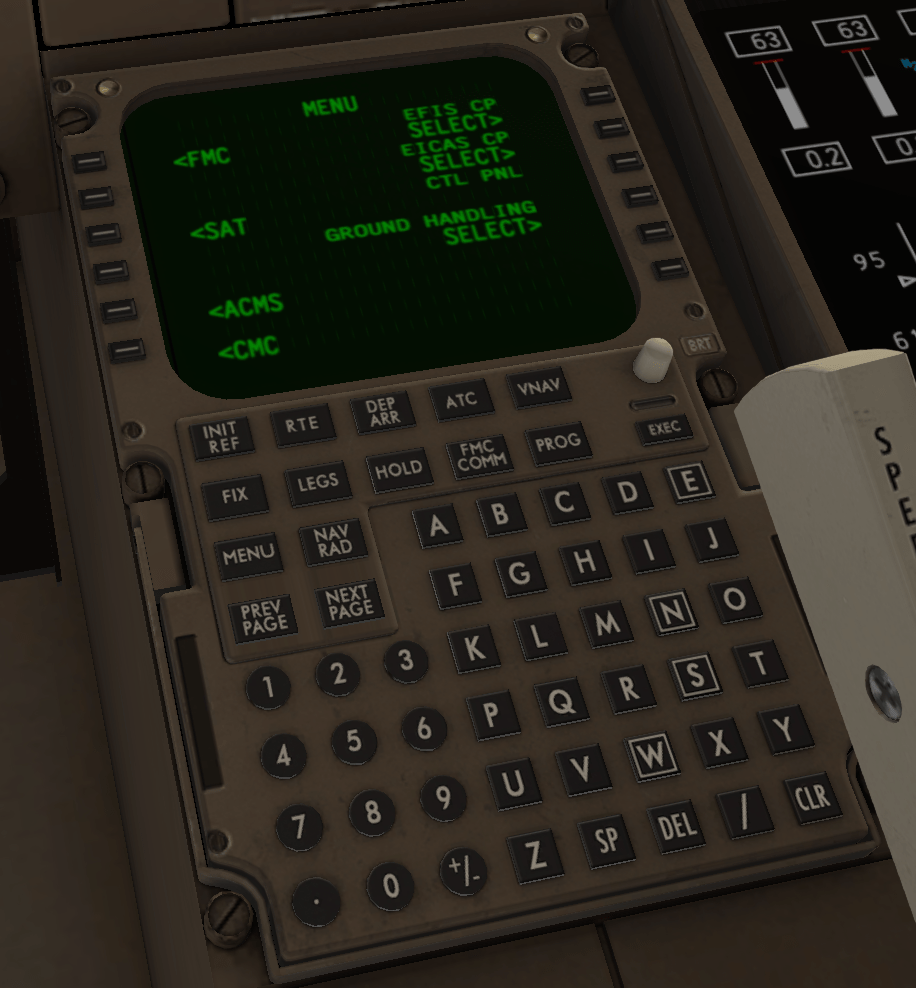 MENU
EFIS CP
<FMC
SELECT>
EICAS CP
SELECT>
CTL PNL
<SAT
GROUND HANDLING
SELECT>
<ACMS
<CMC
BRT
INIT REF
RTE
DEP ARR
ATC
VNAV
EXEC
FIX
LEGS
HOLD
FMC COMM
PROG
MENU
NAV RAD
PREV PAGE
NEXT PAGE
A B C D E
F G H I J
K L M N O
P Q R S T
U V W X Y
Z SP DEL / CLR
1 2 3
4 5 6
7 8 9
. 0 +/-
63
63
0.2
95